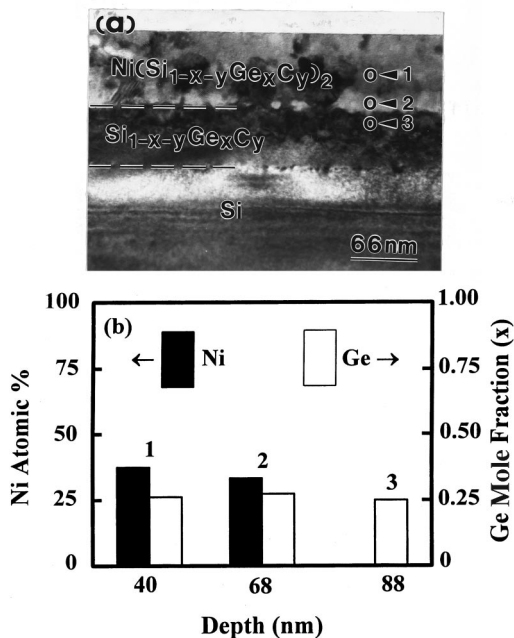 (a)
Ni(Si1-x-yGexCy)2
1
2
3
Si1-x-yGexCy
Si
66nm
(b)
Ni
Ge
1
2
3
100
75
50
25
0
1.00
0.75
0.50
0.25
0
Ni Atomic %
Ge Mole Fraction (x)
40 68 88
Depth (nm)